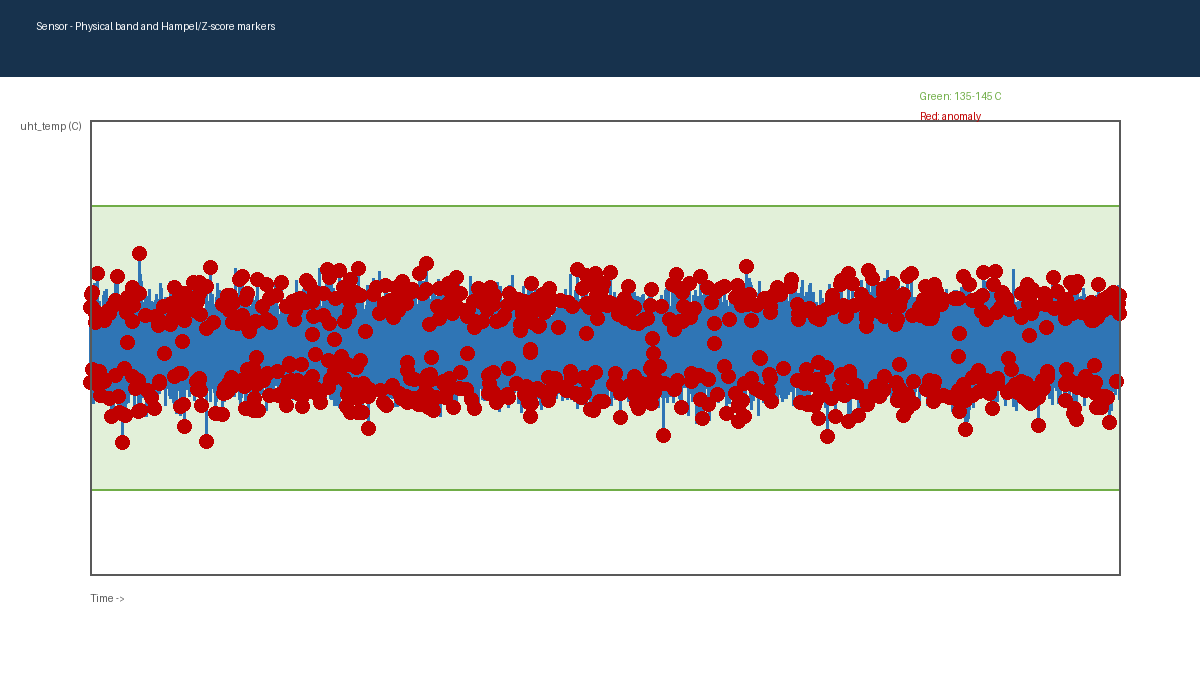 Sensor - Physical band and Hampel/Z-score markers
Green: 135-145 C
Red: anomaly
uht_temp (C)
Time ->